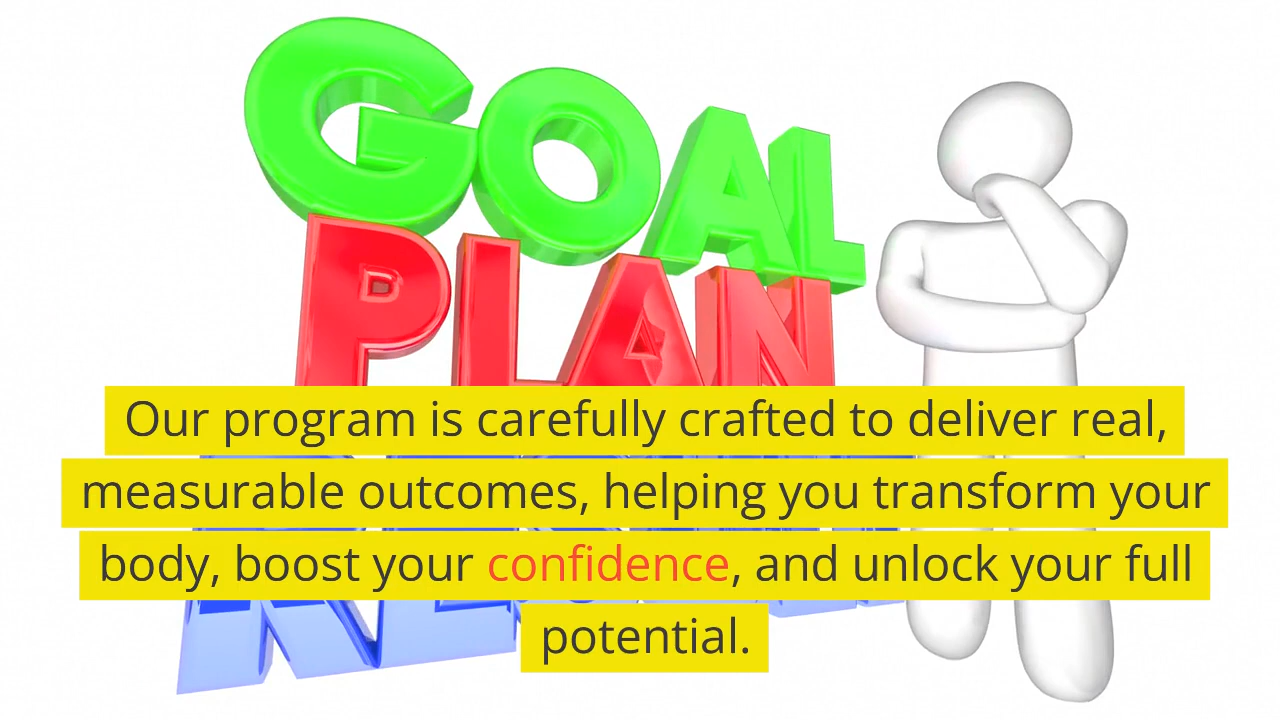 GOAL
PLAN
Our program is carefully crafted to deliver real,
measurable outcomes, helping you transform your
body, boost your confidence, and unlock your full
potential.